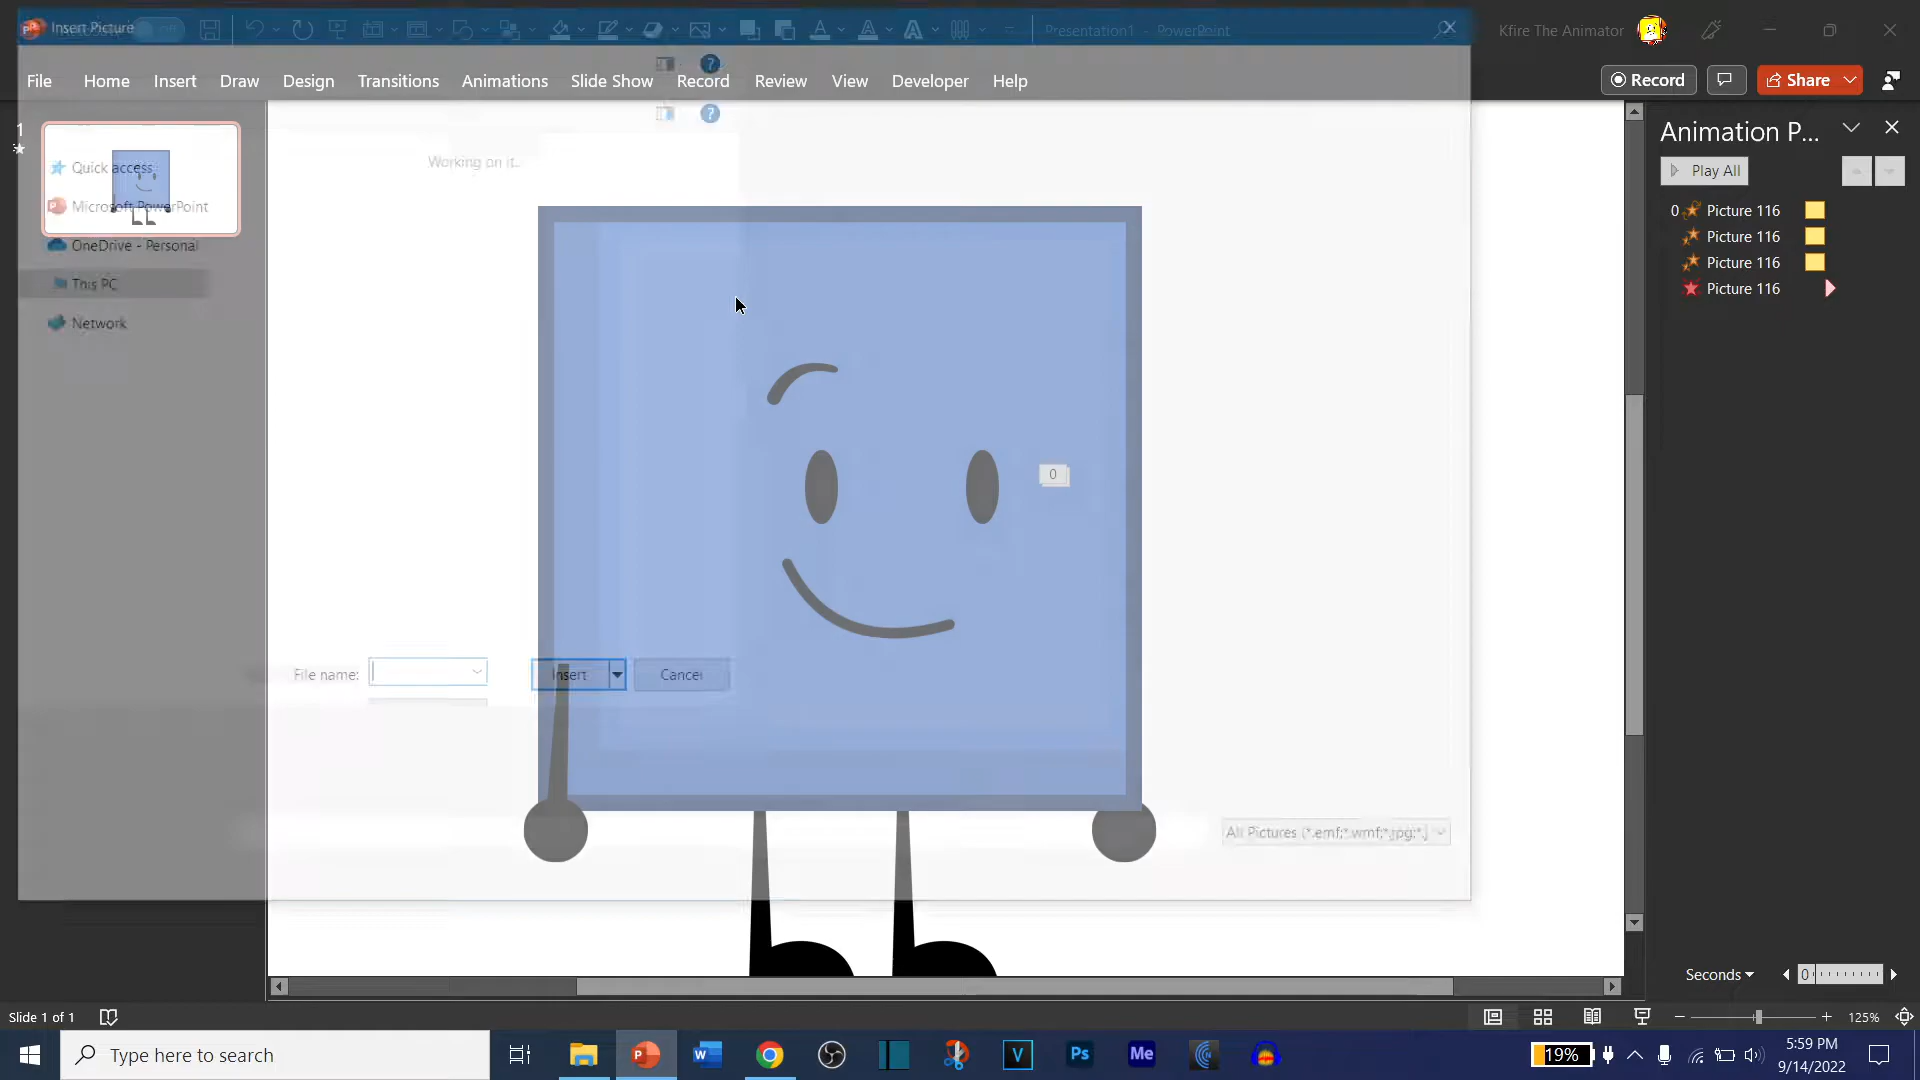 Insert Picture
Presentation1 - PowerPoint
Kfire The Animator
File Home Insert Draw Design Transitions Animations Slide Show Record Review View Developer Help
Record
Share
1
Quick access
Microsoft PowerPoint
OneDrive - Personal
This PC
Network
Working on it...
0
File name:
Insert
Cancel
All Pictures (*.emf;*.wmf;*.jpg;*.j
Animation P...
Play All
0 Picture 116
Picture 116
Picture 116
Picture 116
Seconds
0
Slide 1 of 1
125%
Type here to search
19%
5:59 PM
9/14/2022